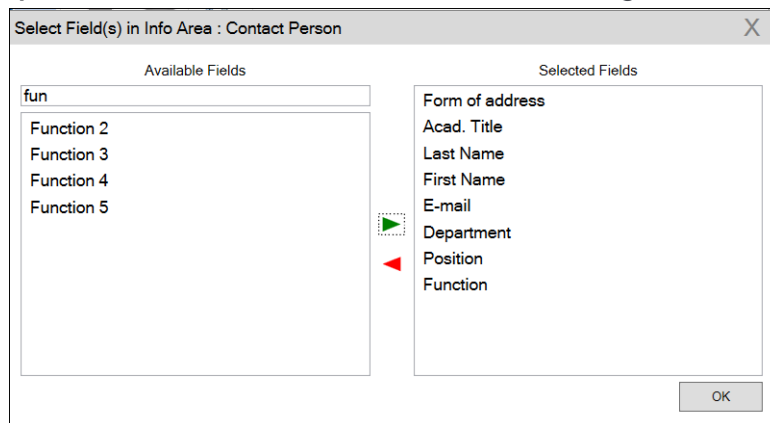 Select Field(s) in Info Area : Contact Person X
Available Fields
fun
Function 2
Function 3
Function 4
Function 5
Selected Fields
Form of address
Acad. Title
Last Name
First Name
E-mail
Department
Position
Function
OK